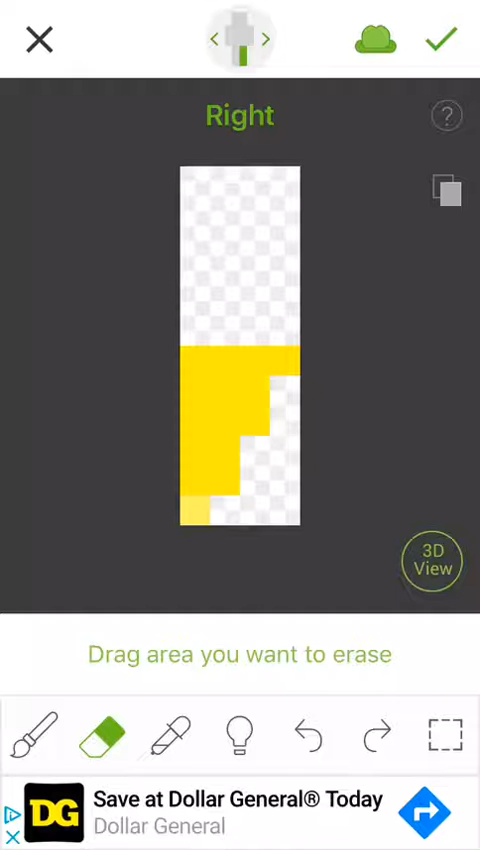 Right
?
3D
View
Drag area you want to erase
DG
Save at Dollar General® Today
Dollar General